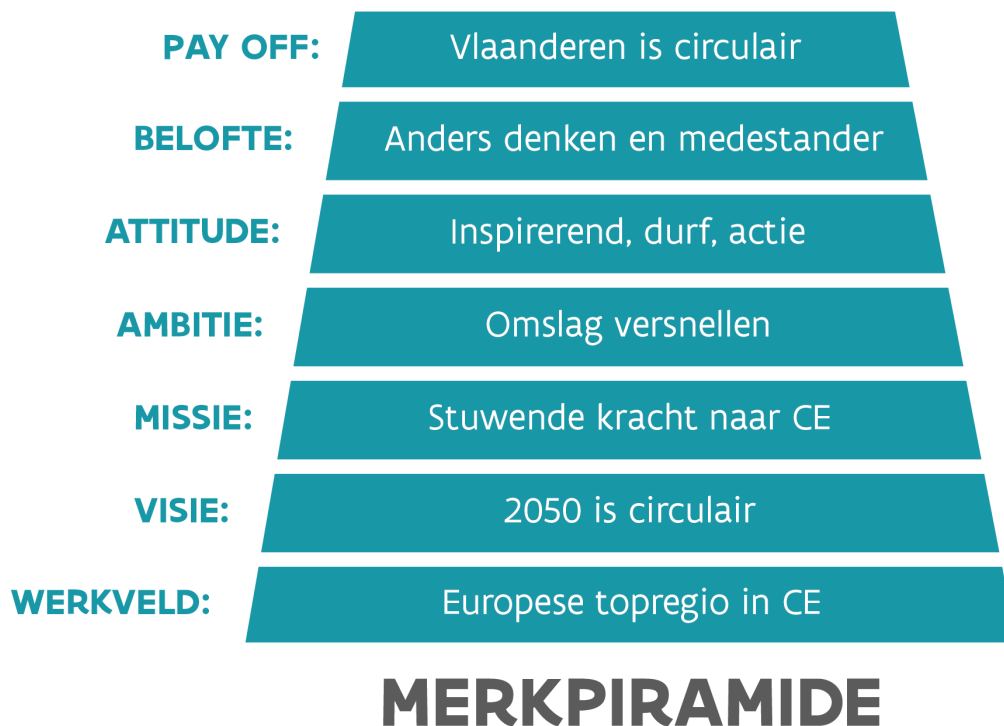 PAY OFF: Vlaanderen is circulair
BELOFTE: Anders denken en medestander
ATTITUDE: Inspirerend, durf, actie
AMBITIE: Omslag versnellen
MISSIE: Stuwende kracht naar CE
VISIE: 2050 is circulair
WERKVELD: Europese topregio in CE
MERKPIRAMIDE